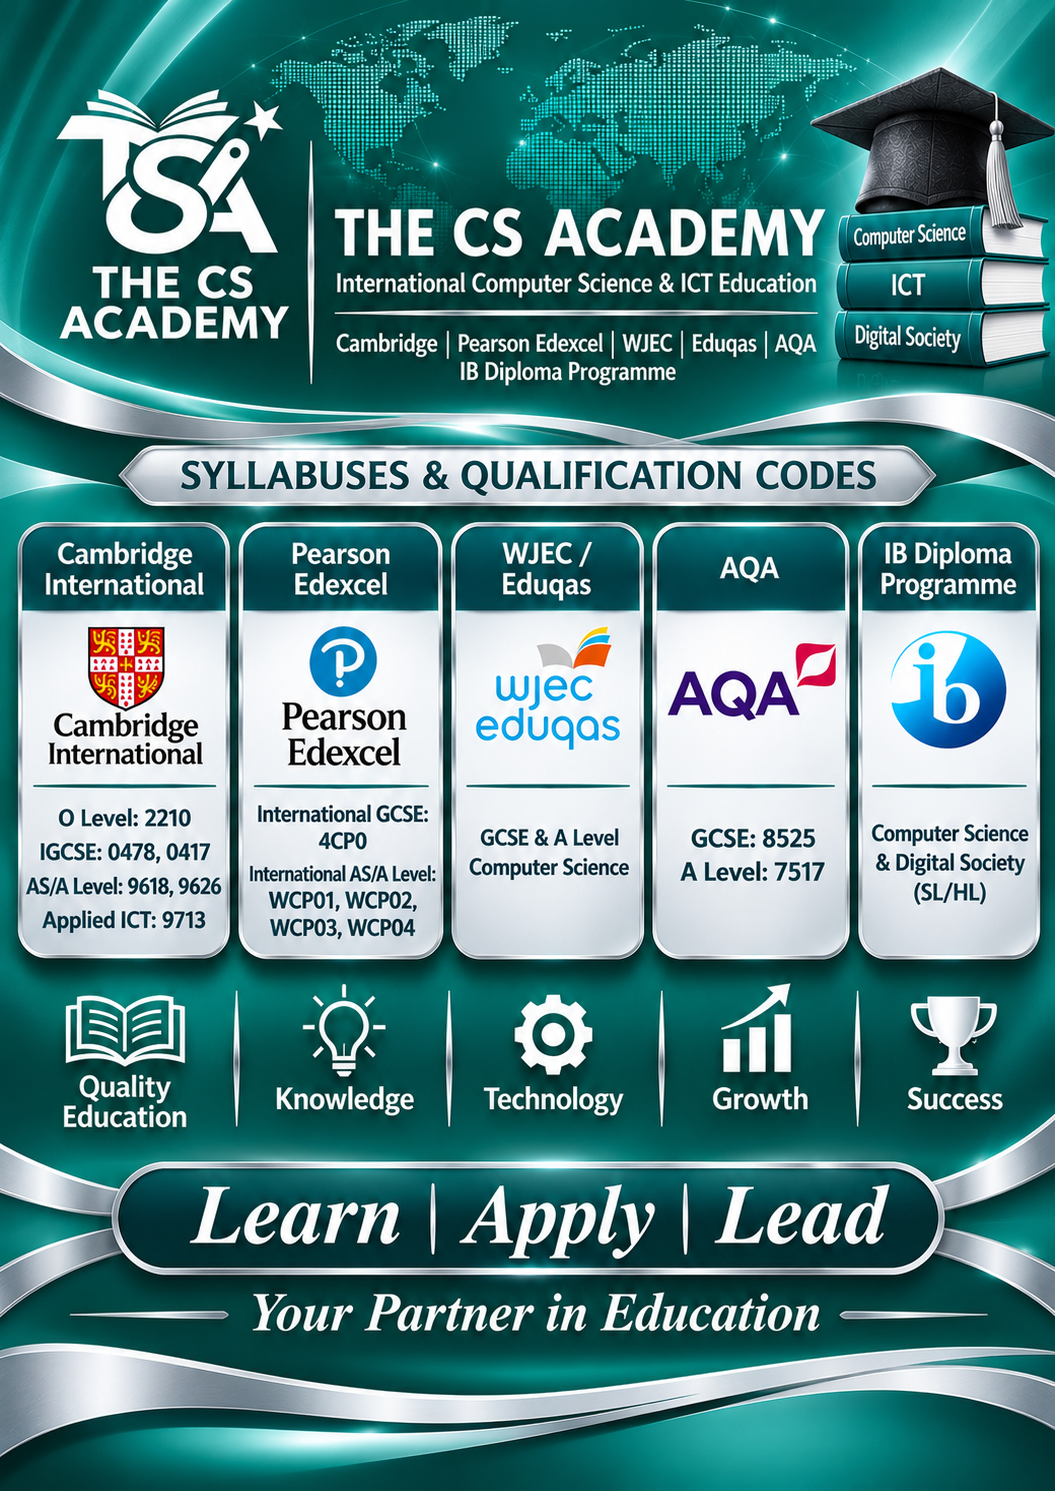 TSA
THE CS
ACADEMY
THE CS ACADEMY
International Computer Science & ICT Education
Cambridge | Pearson Edexcel | WJEC | Eduqas | AQA
IB Diploma Programme
Computer Science
ICT
Digital Society
SYLLABUSES & QUALIFICATION CODES
Cambridge
International
Cambridge
International
O Level: 2210
IGCSE: 0478, 0417
AS/A Level: 9618, 9626
Applied ICT: 9713
Pearson
Edexcel
Pearson
Edexcel
International GCSE:
4CP0
International AS/A Level:
WCP01, WCP02,
WCP03, WCP04
WJEC /
Eduqas
wjec
eduqas
GCSE & A Level
Computer Science
AQA
AQA
GCSE: 8525
A Level: 7517
IB Diploma
Programme
ib
Computer Science
& Digital Society
(SL/HL)
Quality
Education
Knowledge
Technology
Growth
Success
Learn | Apply | Lead
Your Partner in Education